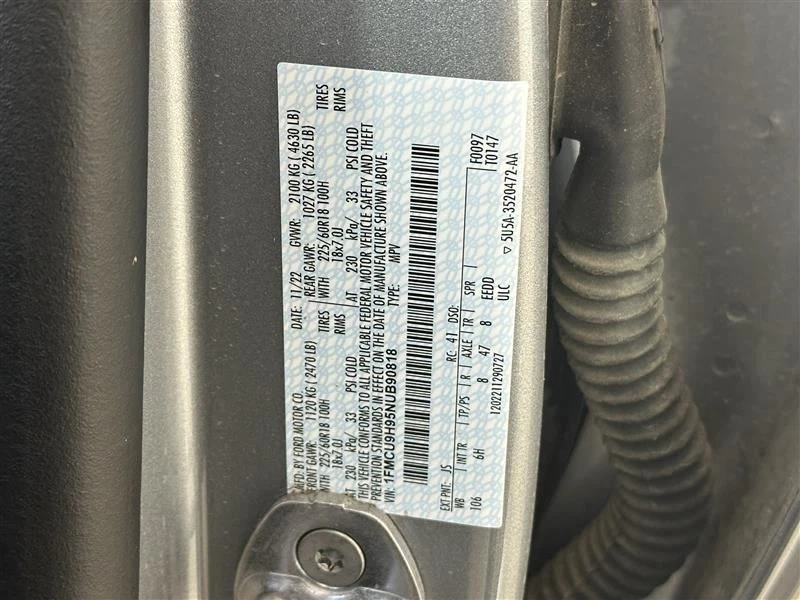 MFD. BY FORD MOTOR CO.
DATE: 11/22 GVWR: 2100 KG ( 4630 LB)
FRONT GAWR: 1120 KG ( 2470 LB) REAR GAWR: 1027 KG ( 2265 LB)
WITH 225/60R18 100H TIRES WITH 225/60R18 100H TIRES
18x7.0J RIMS 18x7.0J RIMS
AT 230 kPa/ 33 PSI COLD AT 230 kPa/ 33 PSI COLD
THIS VEHICLE CONFORMS TO ALL APPLICABLE FEDERAL MOTOR VEHICLE SAFETY AND THEFT
PREVENTION STANDARDS IN EFFECT ON THE DATE OF MANUFACTURE SHOWN ABOVE.
VIN: 1FMCU9H95NUB90818 TYPE: MPV
EXT PNT: JS RC: 41 DSO: F0097
T0147
WB INT TR TP/PS R AXLE TR SPR
106 6H 8 47 8 EEDD
1202211290727 ULC ▽ 5U5A-3520472-AA